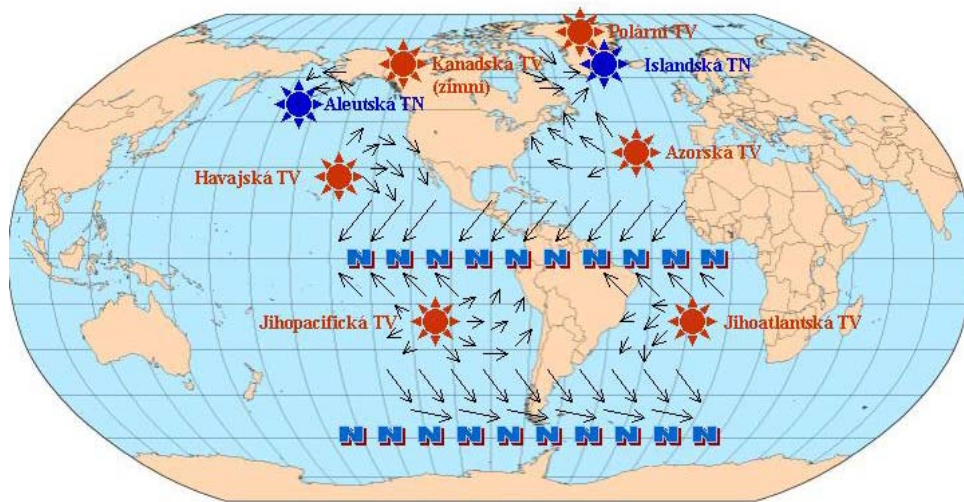 Polární TV
Kanadská TV
(zimní)
Islandská TN
Aleutská TN
Azorská TV
Havajská TV
N N N N N N N N N N
Jihopacifická TV
Jihoatlantská TV
N N N N N N N N N N